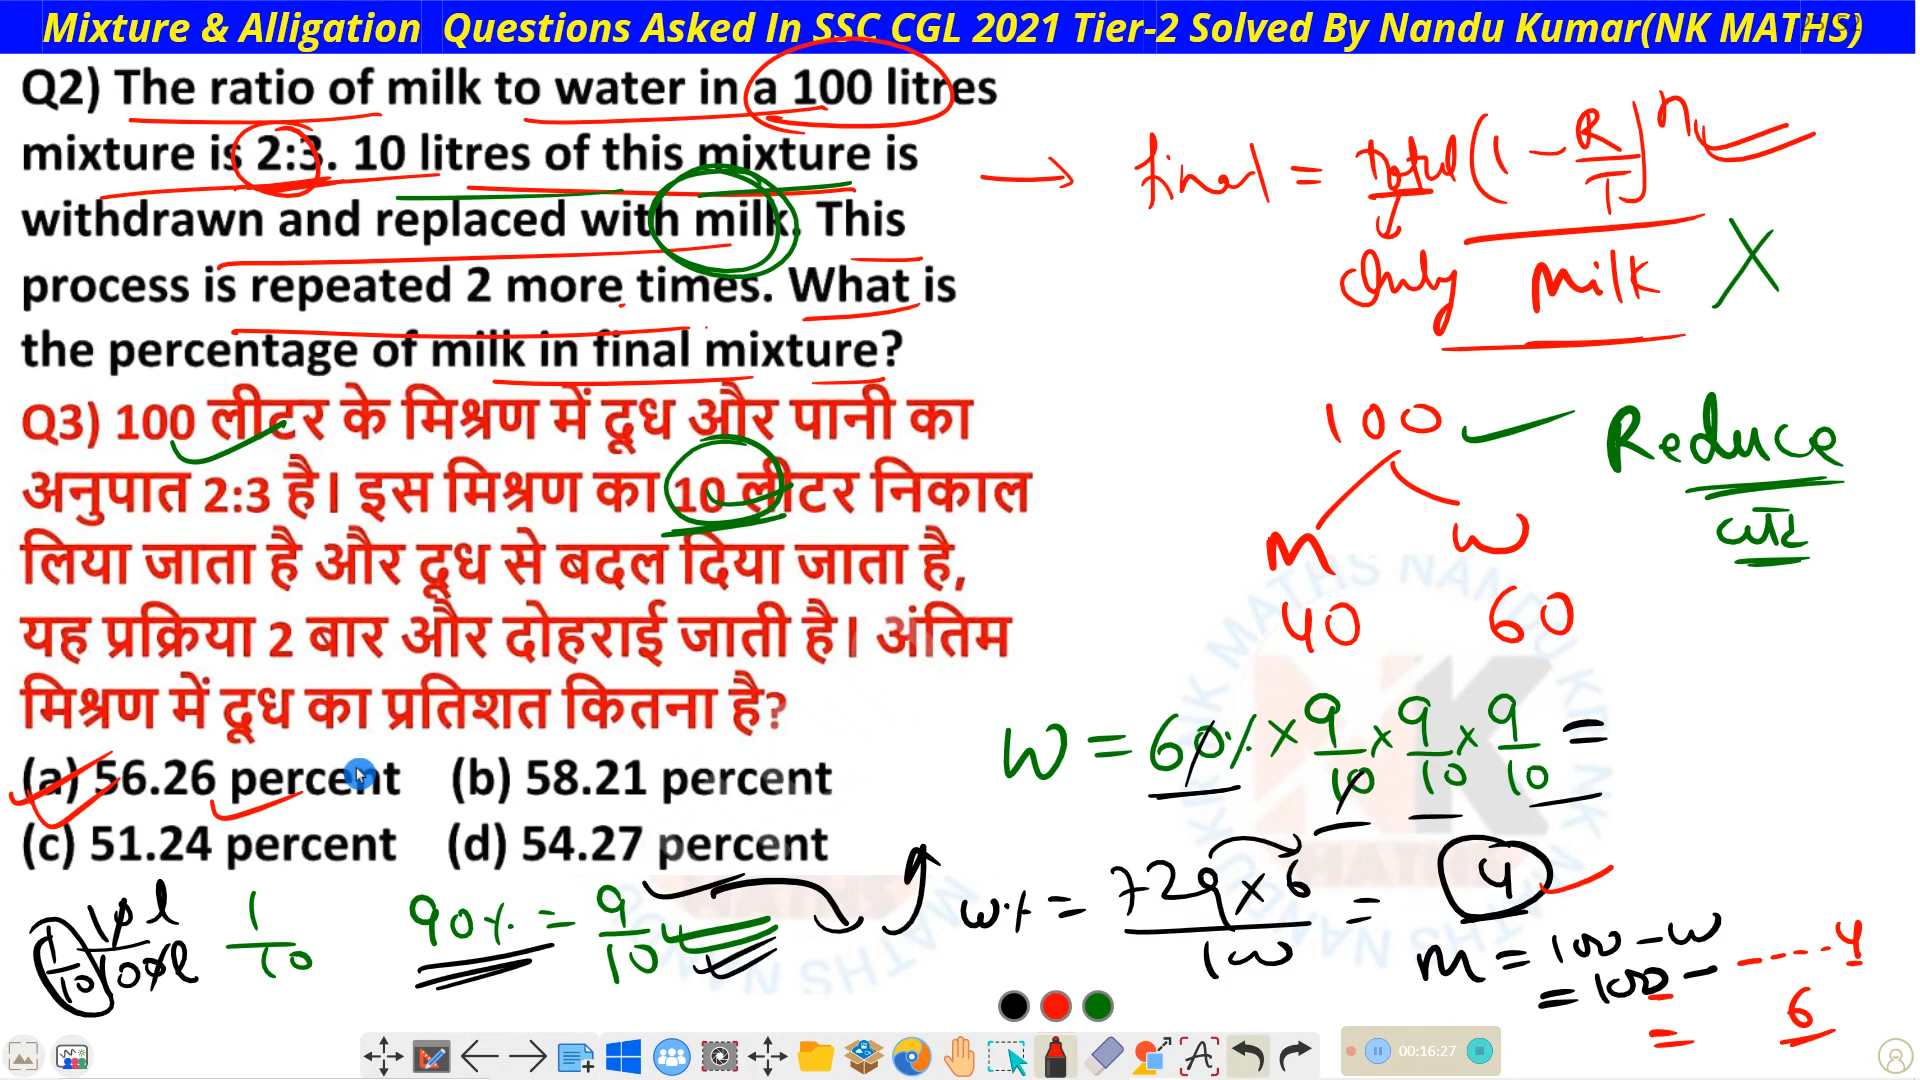 Mixture & Alligation Questions Asked In SSC CGL 2021 Tier-2 Solved By Nandu Kumar(NK MATHS)
Q2) The ratio of milk to water in a 100 litres
mixture is 2:3. 10 litres of this mixture is
withdrawn and replaced with milk. This
process is repeated 2 more times. What is
the percentage of milk in final mixture?
Q3) 100 लीटर के मिश्रण में दूध और पानी का
अनुपात 2:3 है। इस मिश्रण का 10 लीटर निकाल
लिया जाता है और दूध से बदल दिया जाता है,
यह प्रक्रिया 2 बार और दोहराई जाती है। अंतिम
मिश्रण में दूध का प्रतिशत कितना है?
(a) 56.26 percent (b) 58.21 percent
(c) 51.24 percent (d) 54.27 percent
final = Total (1 - R/T)^n
Only Milk X
100
Reduce
M W
40 60
W = 60% × 9/10 × 9/10 × 9/10 =
10 l / 100 l
1/10
1/10
90% = 9/10
W% = 729 × 6 / 100 = 4
M = 100 - W
= 100 - ----4
= 6
00:16:27